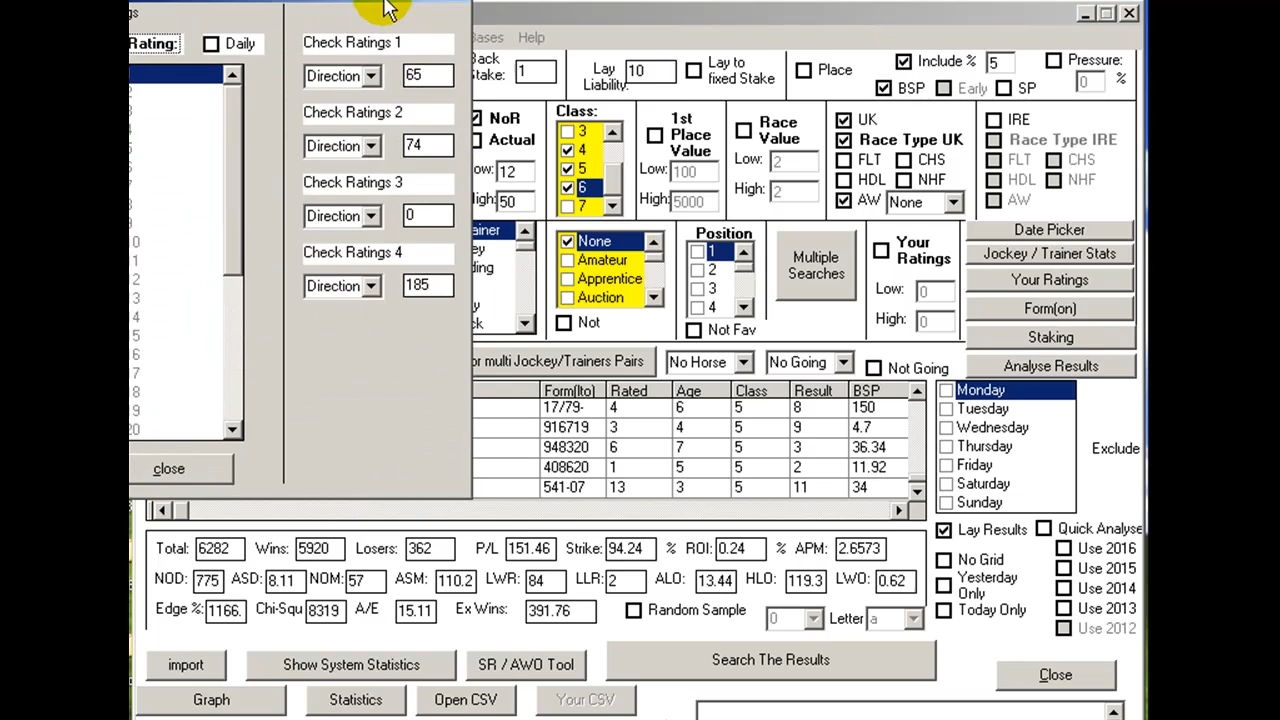 gs
Rating:
Daily
Check Ratings 1
Direction 65
Check Ratings 2
Direction 74
Check Ratings 3
Direction 0
Check Ratings 4
Direction 185
close
Bases Help
Back Stake: 1
Lay Liability: 10
Lay to fixed Stake
Place
Include % 5
BSP Early SP
Pressure: 0 %
NoR
Actual
Low: 12
High: 50
Class:
3
4
5
6
7
1st Place Value
Low: 100
High: 5000
Race Value
Low: 2
High: 2
UK
Race Type UK
FLT CHS
HDL NHF
AW None
IRE
Race Type IRE
FLT CHS
HDL NHF
AW
None
Amateur
Apprentice
Auction
Not
Position
1
2
3
4
Not Fav
Multiple Searches
Your Ratings
Low: 0
High: 0
Date Picker
Jockey / Trainer Stats
Your Ratings
Form(on)
Staking
Analyse Results
or multi Jockey/Trainers Pairs
No Horse
No Going
Not Going
Form(lto) Rated Age Class Result BSP
17/79- 4 6 5 8 150
916719 3 4 5 9 4.7
948320 6 7 5 3 36.34
408620 1 5 5 2 11.92
541-07 13 3 5 11 34
Monday
Tuesday
Wednesday
Thursday
Friday
Saturday
Sunday
Exclude
Lay Results
Quick Analyse
No Grid
Yesterday Only
Today Only
Use 2016
Use 2015
Use 2014
Use 2013
Use 2012
Total: 6282 Wins: 5920 Losers: 362 P/L 151.46 Strike: 94.24 % ROI: 0.24 % APM: 2.6573
NOD: 775 ASD: 8.11 NOM: 57 ASM: 110.2 LWR: 84 LLR: 2 ALO: 13.44 HLO: 119.3 LWO: 0.62
Edge %: 1166. Chi-Squ 8319 A/E 15.11 Ex Wins: 391.76
Random Sample 0 Letter a
import
Show System Statistics
SR / AWO Tool
Search The Results
Close
Graph
Statistics
Open CSV
Your CSV